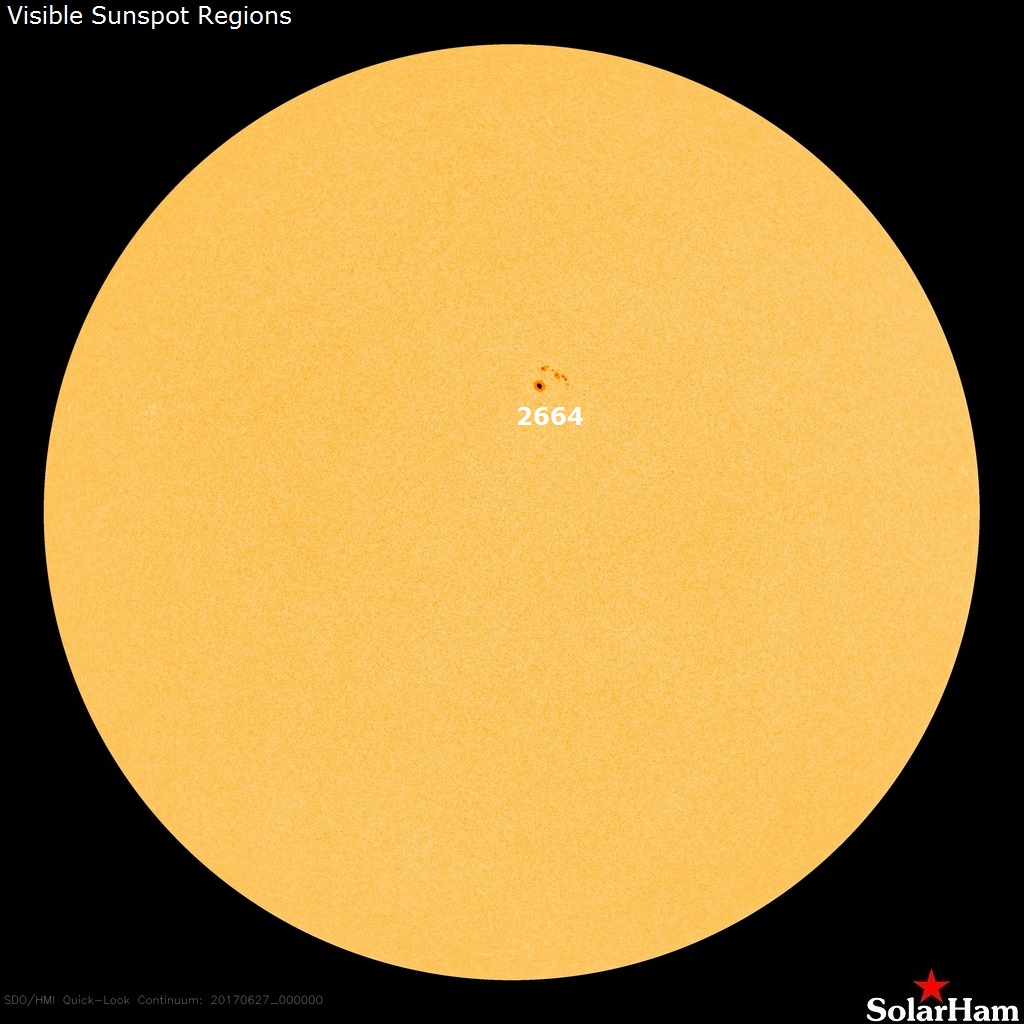 Visible Sunspot Regions
2664
SDO/HMI Quick-Look Continuum: 20170627_000000
SolarHam